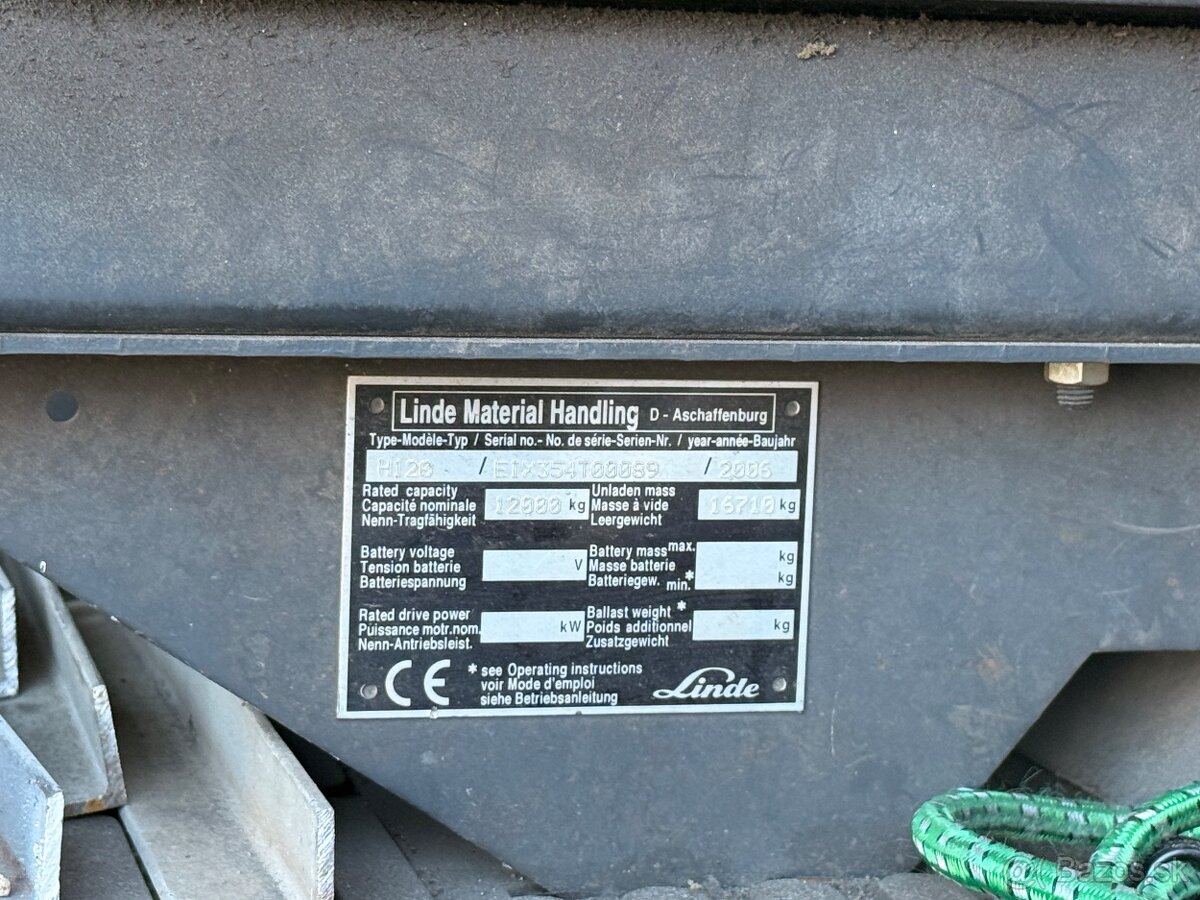 Linde Material Handling D - Aschaffenburg
Type-Modèle-Typ / Serial no.- No. de série-Serien-Nr. / year-année-Baujahr
H120 / E1X354T00089 / 2006
Rated capacity
Capacité nominale
Nenn-Tragfähigkeit
12000 kg
Unladen mass
Masse à vide
Leergewicht
16710 kg
Battery voltage
Tension batterie
Batteriespannung
V
Battery mass max. kg
Masse batterie
Batteriegew. min. * kg
Rated drive power
Puissance motr.nom.
Nenn-Antriebsleist.
kW
Ballast weight *
Poids additionnel
Zusatzgewicht
kg
CE
* see Operating instructions
voir Mode d'emploi
siehe Betriebsanleitung
Linde
Bazos.sk